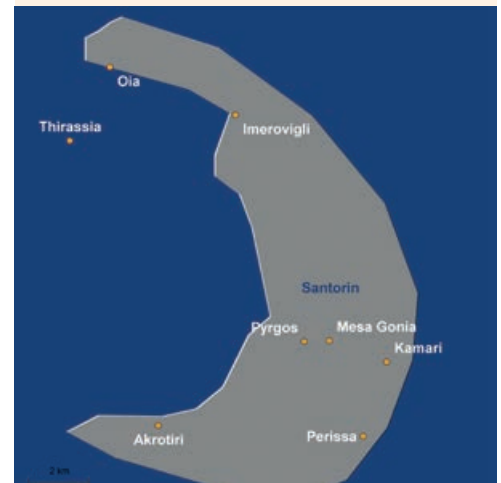 Oia
Thirassia
Imerovigli
Santorin
Pyrgos
Mesa Gonia
Kamari
Akrotiri
Perissa
2 km